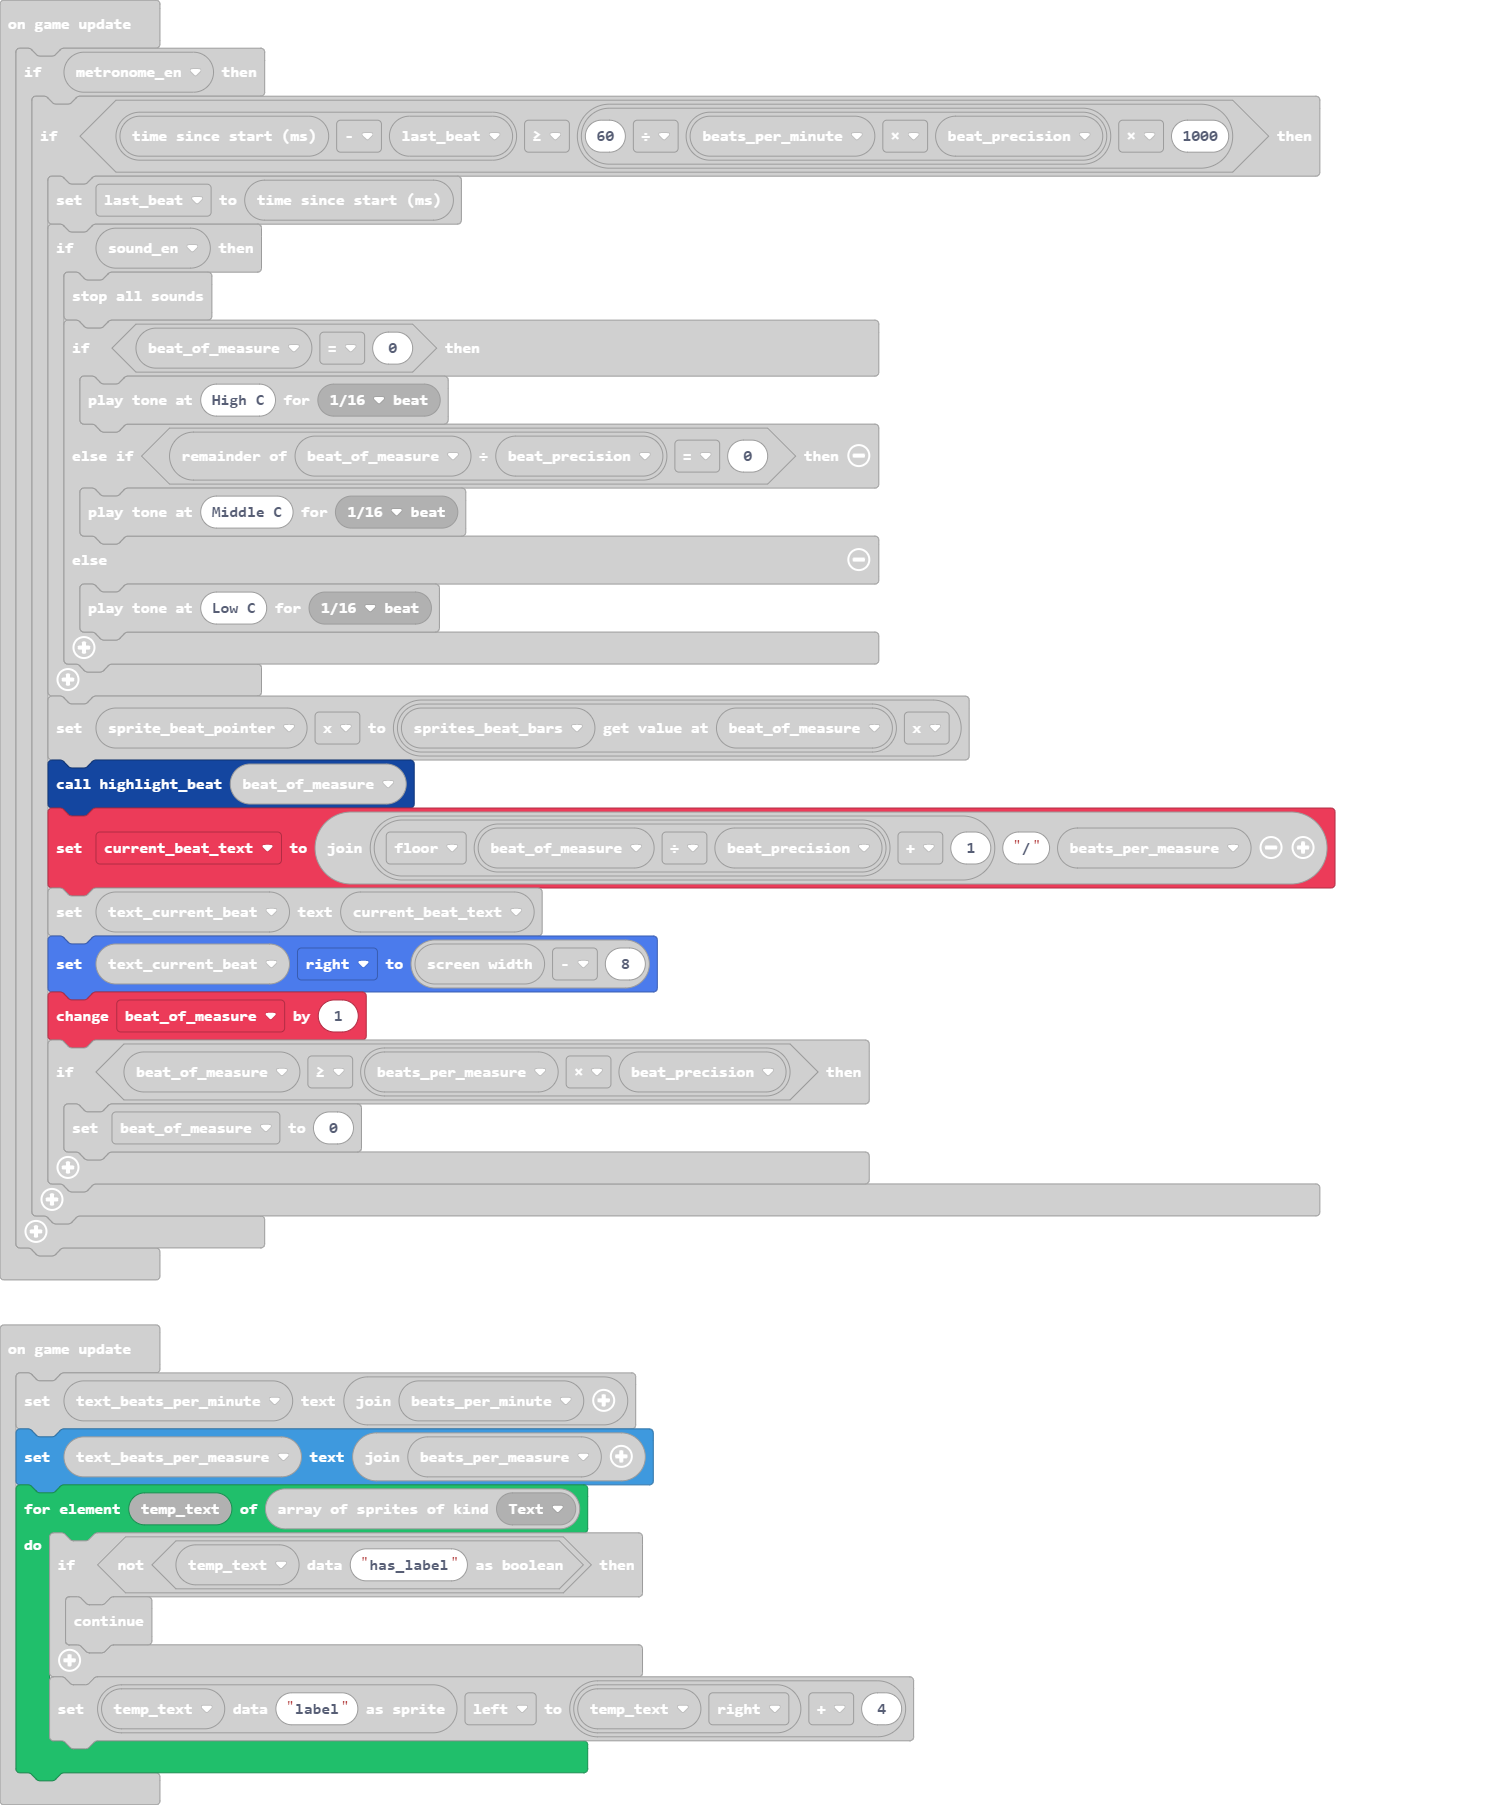 on game update
if metronome_en then
if time since start (ms) - last_beat ≥ 60 ÷ beats_per_minute × beat_precision × 1000 then
set last_beat to time since start (ms)
if sound_en then
stop all sounds
if beat_of_measure = 0 then
play tone at High C for 1/16 beat
else if remainder of beat_of_measure ÷ beat_precision = 0 then
play tone at Middle C for 1/16 beat
else
play tone at Low C for 1/16 beat
set sprite_beat_pointer x to sprites_beat_bars get value at beat_of_measure x
call highlight_beat beat_of_measure
set current_beat_text to join floor beat_of_measure ÷ beat_precision + 1 "/" beats_per_measure
set text_current_beat text current_beat_text
set text_current_beat right to screen width - 8
change beat_of_measure by 1
if beat_of_measure ≥ beats_per_measure × beat_precision then
set beat_of_measure to 0
on game update
set text_beats_per_minute text join beats_per_minute
set text_beats_per_measure text join beats_per_measure
for element temp_text of array of sprites of kind Text
do
if not temp_text data "has_label" as boolean then
continue
set temp_text data "label" as sprite left to temp_text right + 4